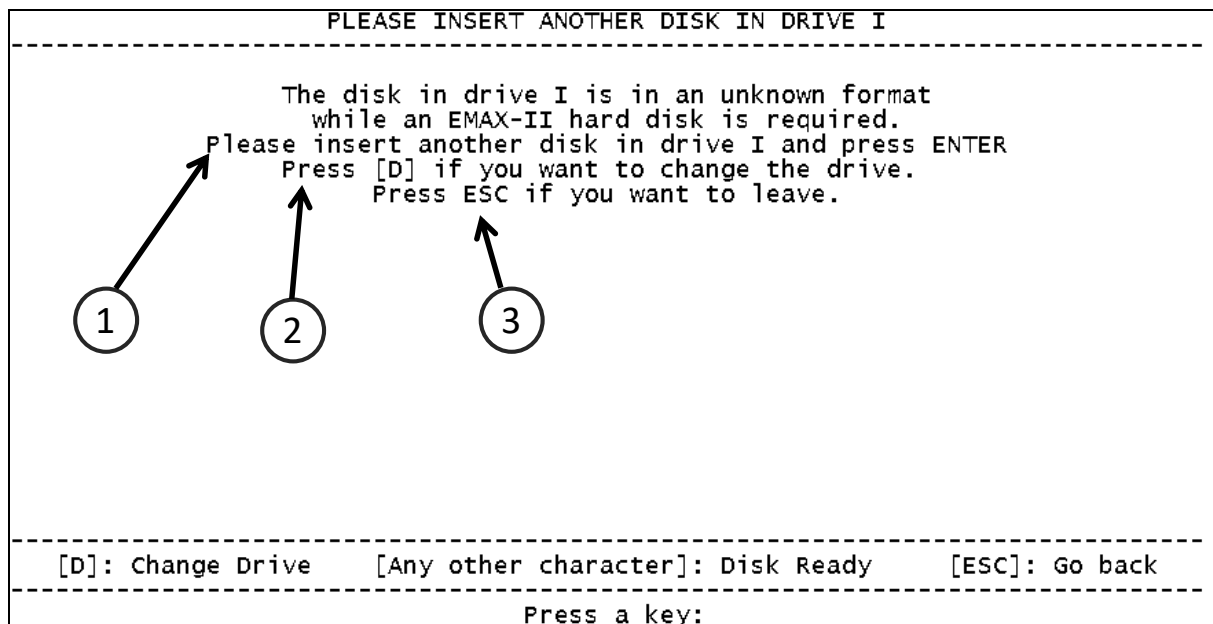 PLEASE INSERT ANOTHER DISK IN DRIVE I
The disk in drive I is in an unknown format
while an EMAX-II hard disk is required.
Please insert another disk in drive I and press ENTER
Press [D] if you want to change the drive.
Press ESC if you want to leave.
1
2
3
[D]: Change Drive [Any other character]: Disk Ready [ESC]: Go back
Press a key: